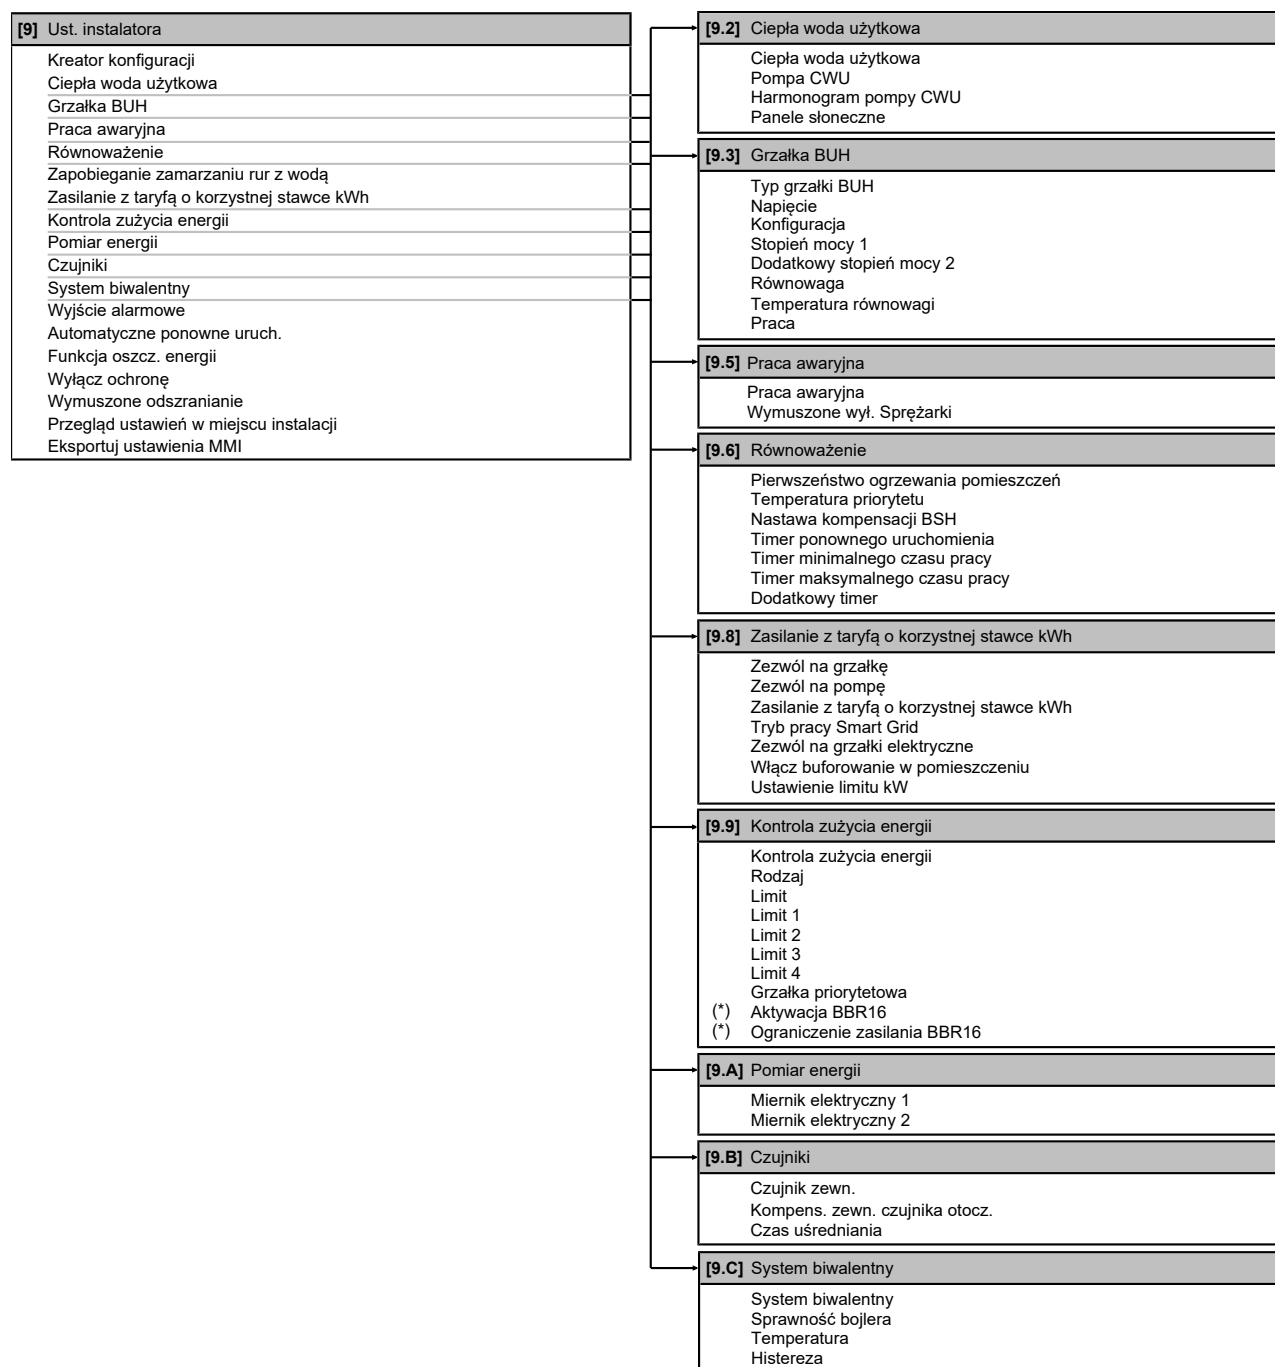 [9] Ust. instalatora
Kreator konfiguracji
Ciepła woda użytkowa
Grzałka BUH
Praca awaryjna
Równoważenie
Zapobieganie zamarzaniu rur z wodą
Zasilanie z taryfą o korzystnej stawce kWh
Kontrola zużycia energii
Pomiar energii
Czujniki
System biwalentny
Wyjście alarmowe
Automatyczne ponowne uruch.
Funkcja oszcz. energii
Wyłącz ochronę
Wymuszone odszranianie
Przegląd ustawień w miejscu instalacji
Eksportuj ustawienia MMI
[9.2] Ciepła woda użytkowa
Ciepła woda użytkowa
Pompa CWU
Harmonogram pompy CWU
Panele słoneczne
[9.3] Grzałka BUH
Typ grzałki BUH
Napięcie
Konfiguracja
Stopień mocy 1
Dodatkowy stopień mocy 2
Równowaga
Temperatura równowagi
Praca
[9.5] Praca awaryjna
Praca awaryjna
Wymuszone wył. Sprężarki
[9.6] Równoważenie
Pierwszeństwo ogrzewania pomieszczeń
Temperatura priorytetu
Nastawa kompensacji BSH
Timer ponownego uruchomienia
Timer minimalnego czasu pracy
Timer maksymalnego czasu pracy
Dodatkowy timer
[9.8] Zasilanie z taryfą o korzystnej stawce kWh
Zezwól na grzałkę
Zezwól na pompę
Zasilanie z taryfą o korzystnej stawce kWh
Tryb pracy Smart Grid
Zezwól na grzałki elektryczne
Włącz buforowanie w pomieszczeniu
Ustawienie limitu kW
[9.9] Kontrola zużycia energii
Kontrola zużycia energii
Rodzaj
Limit
Limit 1
Limit 2
Limit 3
Limit 4
Grzałka priorytetowa
(*) Aktywacja BBR16
(*) Ograniczenie zasilania BBR16
[9.A] Pomiar energii
Miernik elektryczny 1
Miernik elektryczny 2
[9.B] Czujniki
Czujnik zewn.
Kompens. zewn. czujnika otocz.
Czas uśredniania
[9.C] System biwalentny
System biwalentny
Sprawność bojlera
Temperatura
Histereza